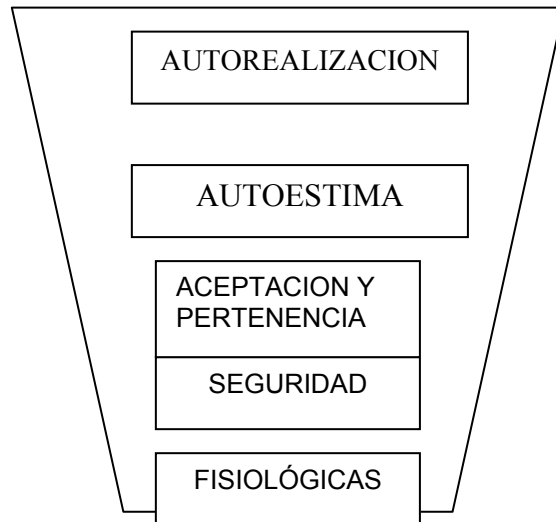 AUTOREALIZACION
AUTOESTIMA
ACEPTACION Y
PERTENENCIA
SEGURIDAD
FISIOLÓGICAS